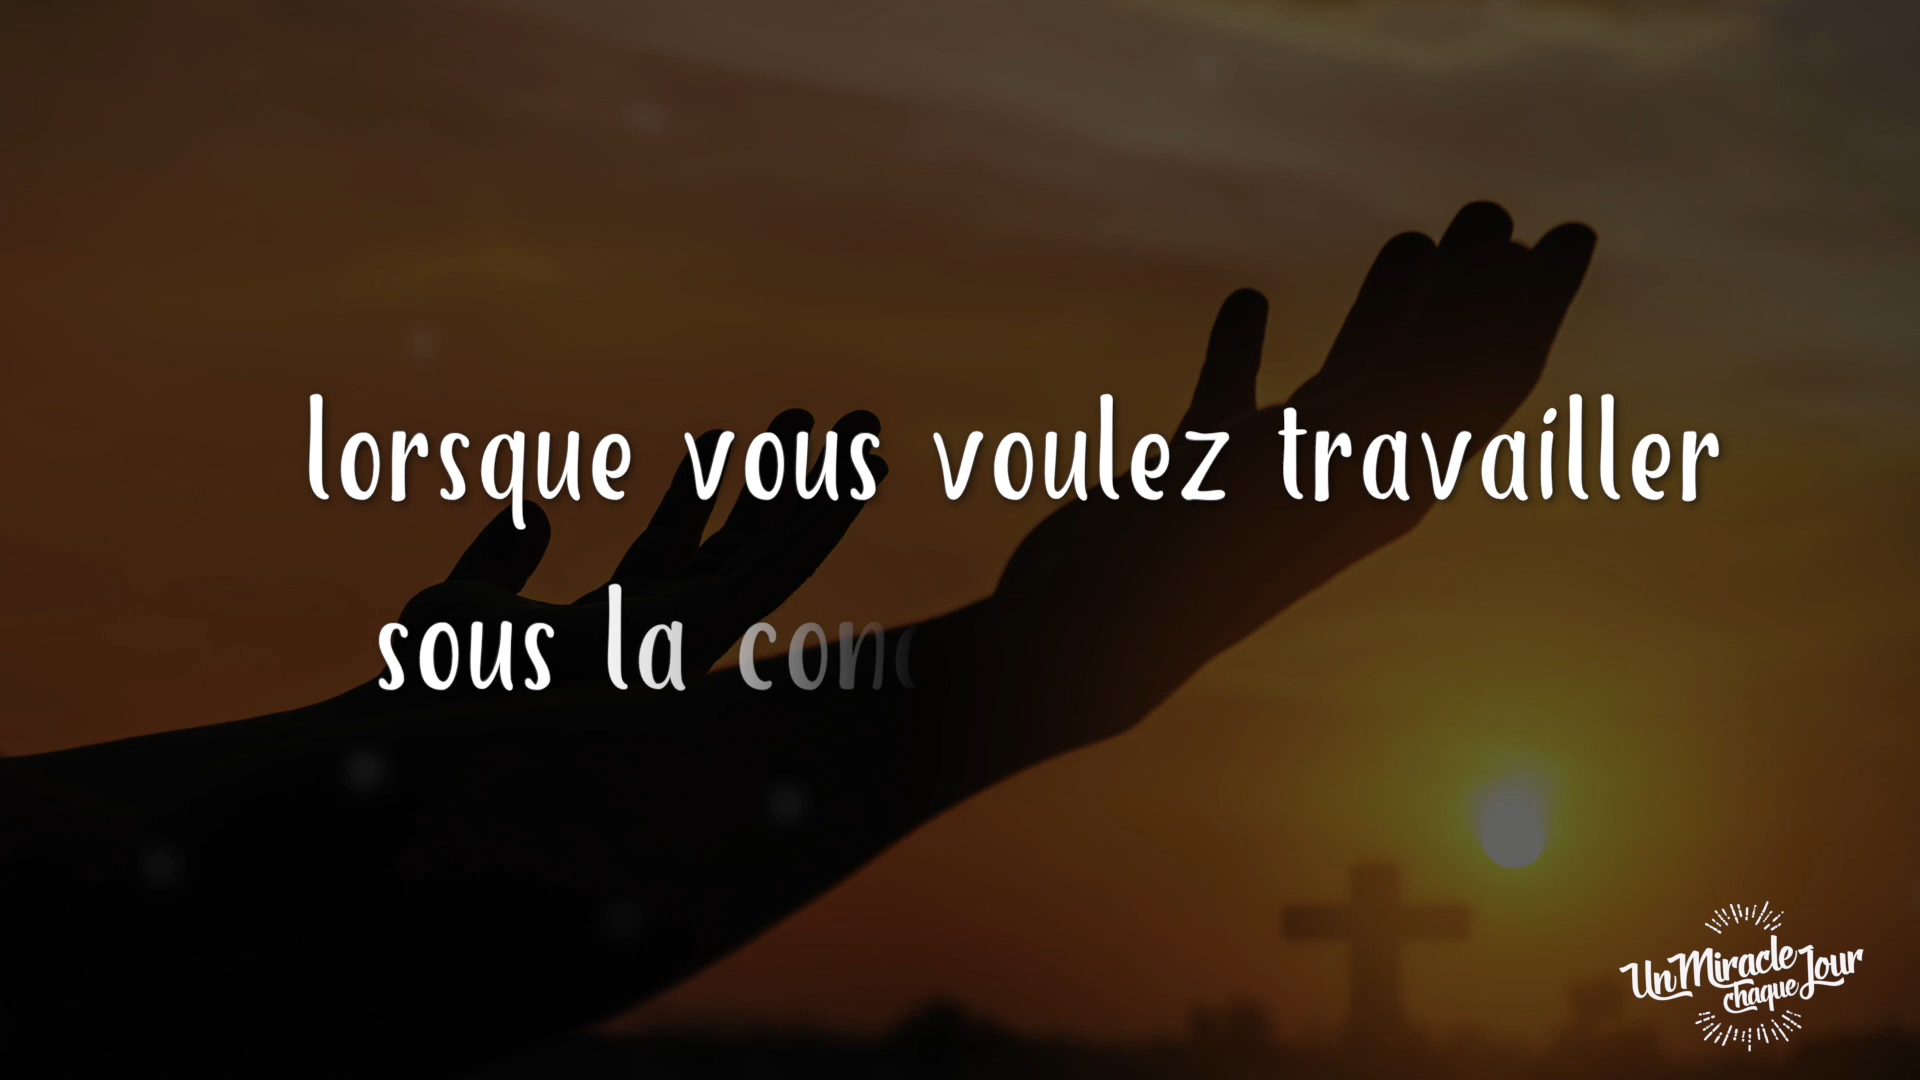 lorsque vous voulez travailler
sous la
Un Miracle
chaque Jour